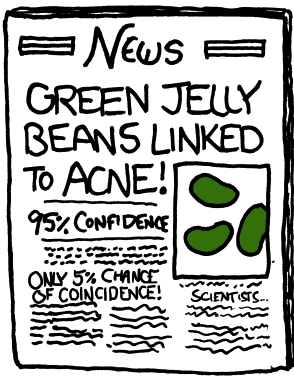 NEWS
GREEN JELLY
BEANS LINKED
TO ACNE!
95% CONFIDENCE
ONLY 5% CHANCE
OF COINCIDENCE!
SCIENTISTS...